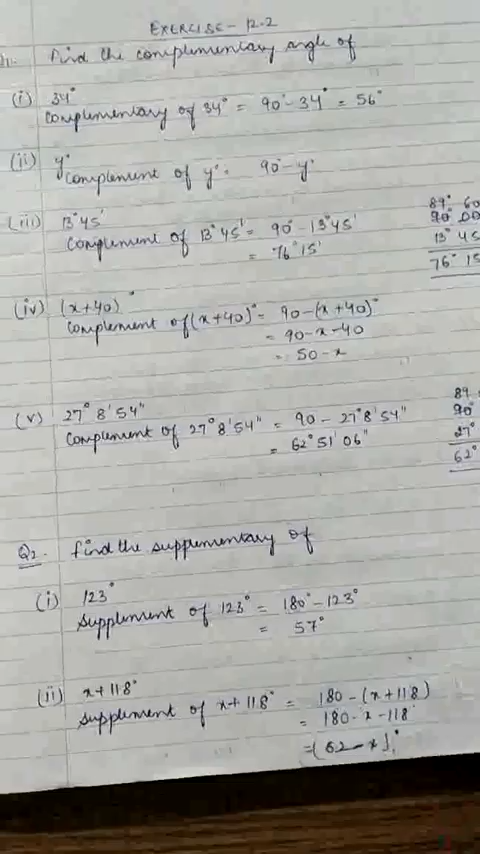 EXERCISE - 12.2
Find the complementary angle of
(i) 34°
Complementary of 34° = 90° - 34° = 56°
(ii) y°
Complement of y° = 90° - y°
(iii) 13°45'
Complement of 13°45' = 90° - 13°45'
= 76°15'
89° 60
90° 00
13° 45
76° 15
(iv) (x+40)°
Complement of (x+40)° = 90 - (x+40)°
= 90 - x - 40
= 50 - x
(v) 27° 8' 54"
Complement of 27° 8' 54" = 90 - 27° 8' 54"
= 62° 51' 06"
89
90°
27°
62°
Q2. find the supplementary of
(i) 123°
Supplement of 123° = 180° - 123°
= 57°
(ii) x + 118°
Supplement of x + 118° = 180 - (x + 118)
= 180 - x - 118°
= (62 - x)°